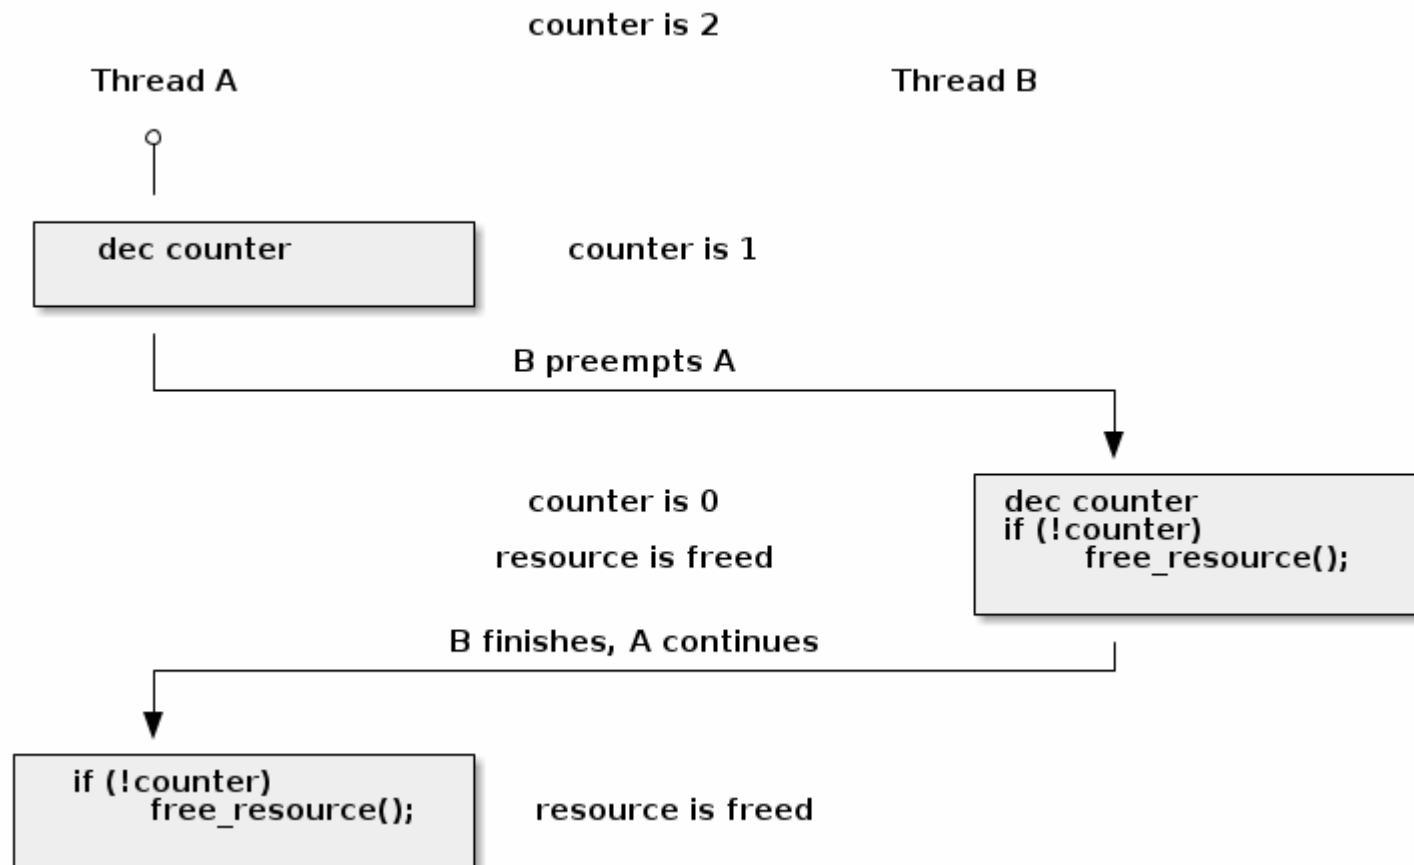 counter is 2
Thread A
Thread B
dec counter
counter is 1
B preempts A
counter is 0
resource is freed
dec counter
if (!counter)
free_resource();
B finishes, A continues
if (!counter)
free_resource();
resource is freed